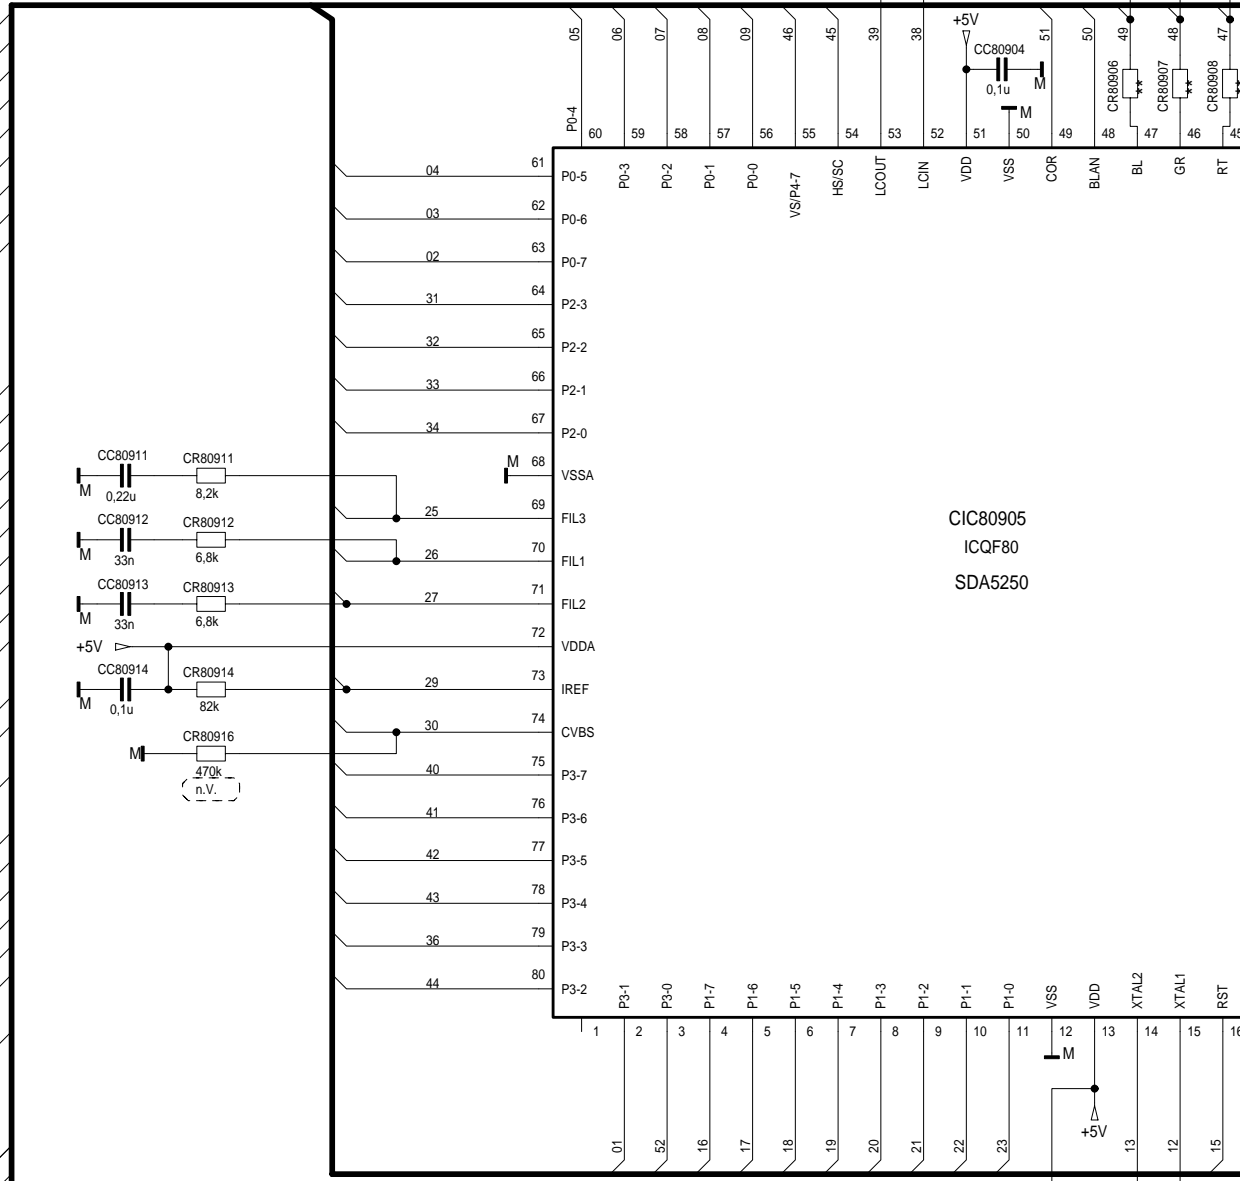 05 06 07 08 09 46 45 39 38 +5V 51 50 49 48 47
CC80904
0,1u
M
M
CR80906 ** CR80907 ** CR80908 **
P0-4
60 59 58 57 56 55 54 53 52 51 50 49 48 47 46 45
P0-3 P0-2 P0-1 P0-0 VS/P4-7 HS/SC LCOUT LCIN VDD VSS COR BLAN BL GR RT
04 61 P0-5
03 62 P0-6
02 63 P0-7
31 64 P2-3
32 65 P2-2
33 66 P2-1
34 67 P2-0
M 68 VSSA
CC80911 CR80911
M 0,22u 8,2k
25 69 FIL3
CC80912 CR80912
M 33n 6,8k
26 70 FIL1
CC80913 CR80913
M 33n 6,8k
27 71 FIL2
+5V 72 VDDA
CC80914 CR80914
M 0,1u 82k
29 73 IREF
CR80916
M 470k
n.V.
30 74 CVBS
40 75 P3-7
41 76 P3-6
42 77 P3-5
43 78 P3-4
36 79 P3-3
44 80 P3-2
CIC80905
ICQF80
SDA5250
P3-1 P3-0 P1-7 P1-6 P1-5 P1-4 P1-3 P1-2 P1-1 P1-0 VSS VDD XTAL2 XTAL1 RST
1 2 3 4 5 6 7 8 9 10 11 12 13 14 15 16
M
+5V
01 52 16 17 18 19 20 21 22 23 13 12 15